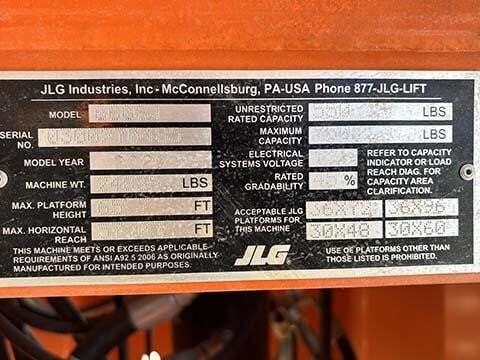 JLG Industries, Inc - McConnellsburg, PA-USA Phone 877-JLG-LIFT
MODEL
SERIAL
NO.
MODEL YEAR
MACHINE WT. LBS
MAX. PLATFORM
HEIGHT FT
MAX. HORIZONTAL
REACH FT
THIS MACHINE MEETS OR EXCEEDS APPLICABLE
REQUIREMENTS OF ANSI A92.5 2006 AS ORIGINALLY
MANUFACTURED FOR INTENDED PURPOSES.
UNRESTRICTED
RATED CAPACITY LBS
MAXIMUM
CAPACITY LBS
ELECTRICAL
SYSTEMS VOLTAGE
RATED
GRADABILITY %
REFER TO CAPACITY
INDICATOR OR LOAD
REACH DIAG. FOR
CAPACITY AREA
CLARIFICATION.
ACCEPTABLE JLG
PLATFORMS FOR
THIS MACHINE
36X72 36X96
30X48 30X60
JLG
USE OF PLATFORMS OTHER THAN
THOSE LISTED IS PROHIBITED.